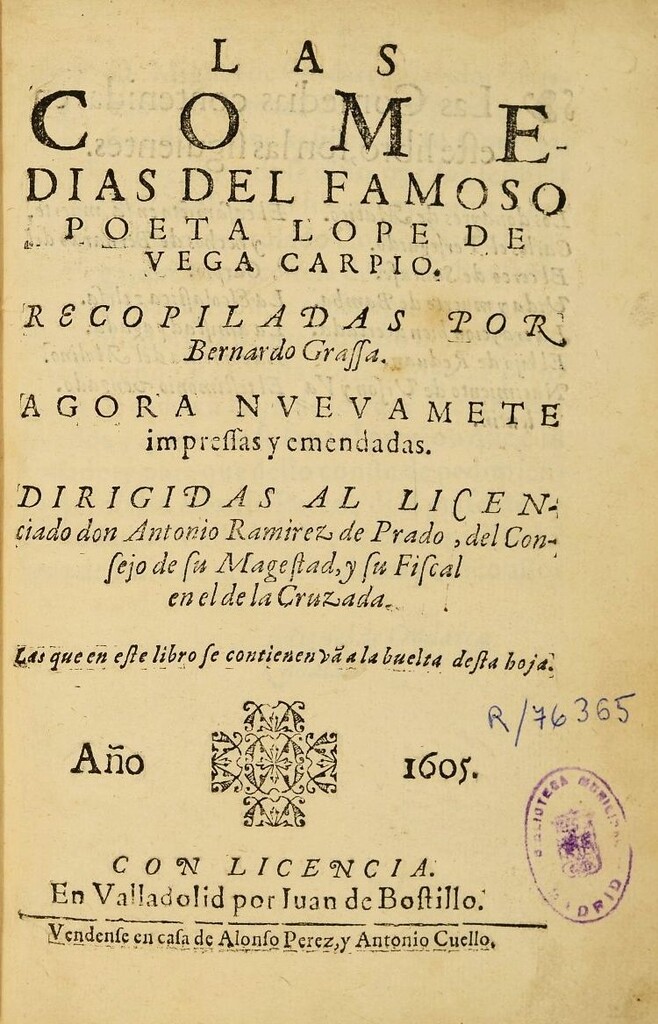 LAS
COME-
DIAS DEL FAMOSO
POETA LOPE DE
VEGA CARPIO.
RECOPILADAS POR
Bernardo Graſſa.
AGORA NVEVAMETE
impreſſas y emendadas.
DIRIGIDAS AL LICEN-
ciado don Antonio Ramirez de Prado, del Con-
ſejo de ſu Mageſtad, y ſu Fiſcal
en el de la Cruzada.
Las que en eſte libro ſe contienen vã a la buelta deſta hoja.
Año 1605.
R/76365
BIBLIOTECA MUNICIPAL
MADRID
CON LICENCIA.
En Valladolid por Iuan de Boſtillo.
Vendenſe en caſa de Alonſo Perez, y Antonio Cuello.